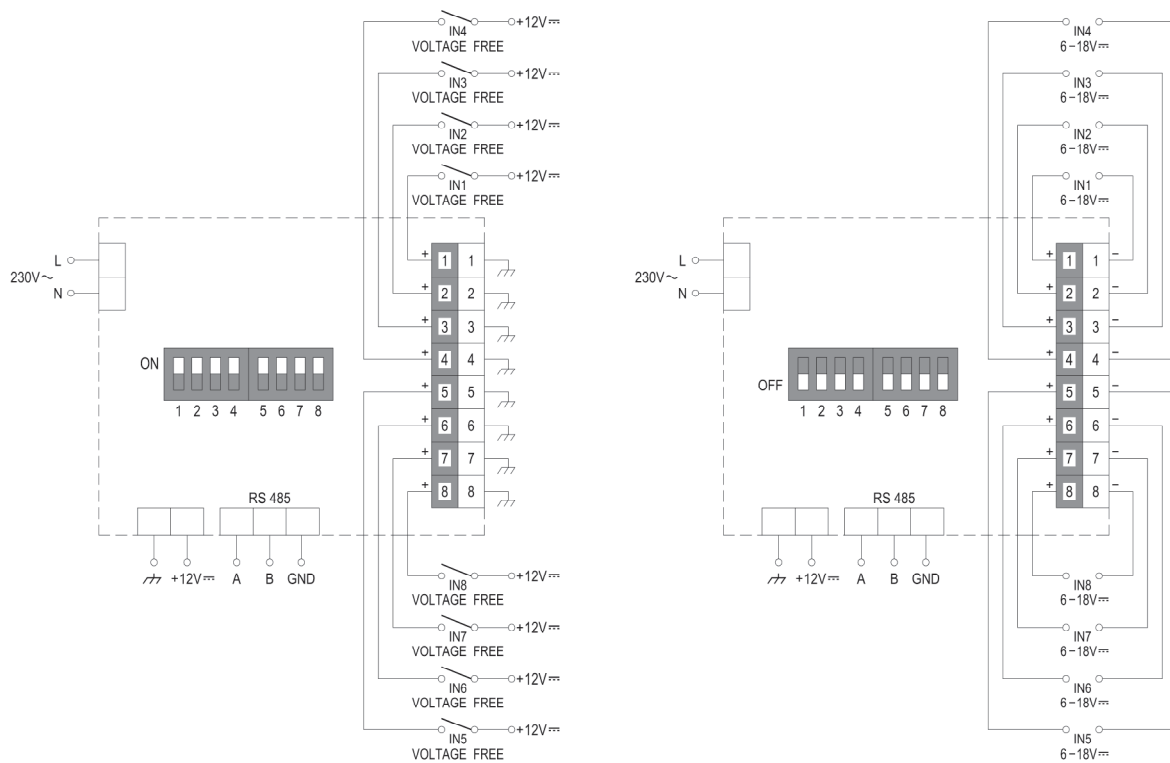 +12V⎓
IN4
VOLTAGE FREE
+12V⎓
IN3
VOLTAGE FREE
+12V⎓
IN2
VOLTAGE FREE
+12V⎓
IN1
VOLTAGE FREE
L
230V~
N
+ 1 1
+ 2 2
+ 3 3
+ 4 4
+ 5 5
+ 6 6
+ 7 7
+ 8 8
ON
1 2 3 4 5 6 7 8
RS 485
+12V⎓ A B GND
+12V⎓
IN8
VOLTAGE FREE
+12V⎓
IN7
VOLTAGE FREE
+12V⎓
IN6
VOLTAGE FREE
+12V⎓
IN5
VOLTAGE FREE
IN4
6-18V⎓
IN3
6-18V⎓
IN2
6-18V⎓
IN1
6-18V⎓
L
230V~
N
+ 1 1 −
+ 2 2 −
+ 3 3 −
+ 4 4 −
+ 5 5 −
+ 6 6 −
+ 7 7 −
+ 8 8 −
OFF
1 2 3 4 5 6 7 8
RS 485
+12V⎓ A B GND
IN8
6-18V⎓
IN7
6-18V⎓
IN6
6-18V⎓
IN5
6-18V⎓